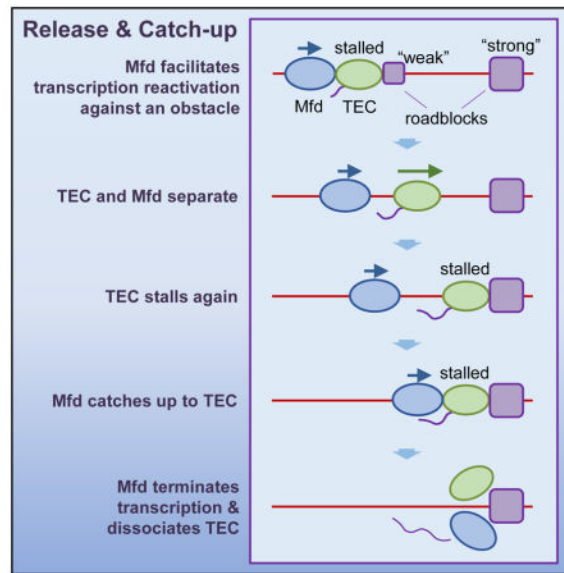 Release & Catch-up
Mfd facilitates
transcription reactivation
against an obstacle
stalled
"weak"
"strong"
Mfd
TEC
roadblocks
TEC and Mfd separate
TEC stalls again
stalled
Mfd catches up to TEC
stalled
Mfd terminates
transcription &
dissociates TEC